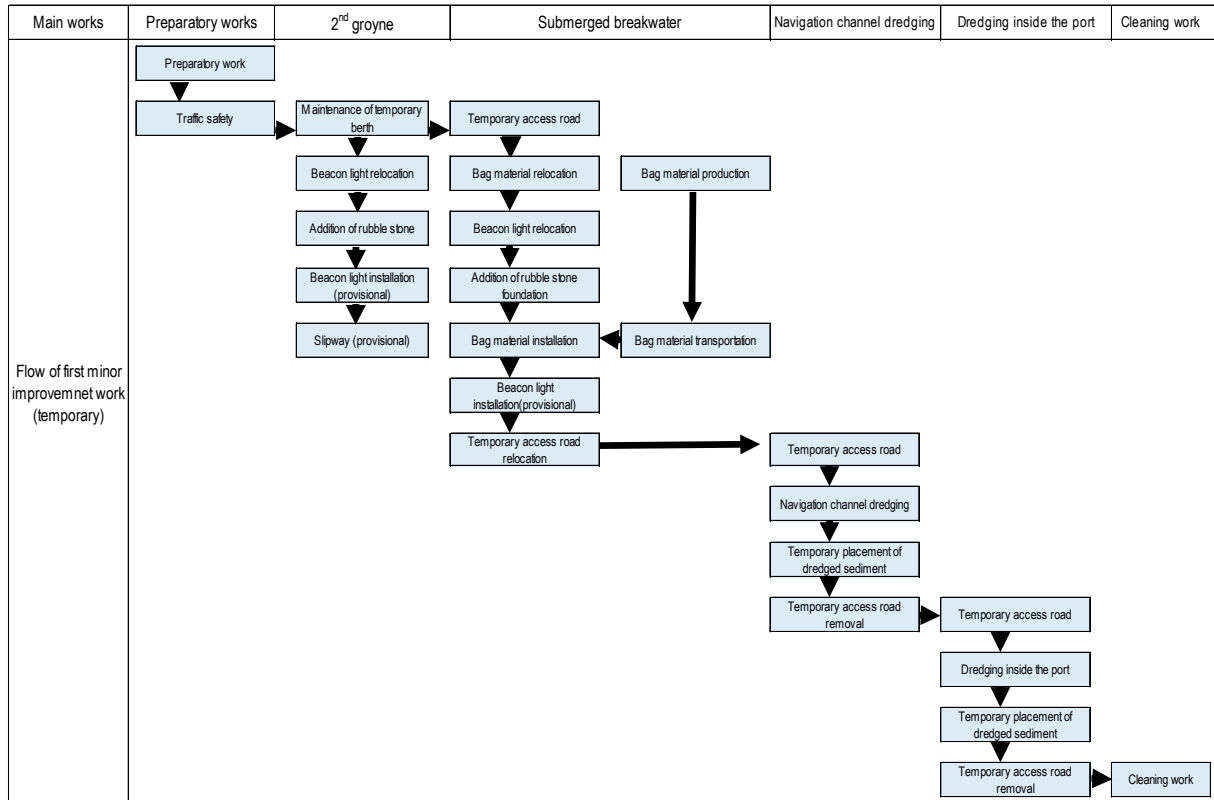 Main works
Preparatory works
2nd groyne
Submerged breakwater
Navigation channel dredging
Dredging inside the port
Cleaning work
Flow of first minor
improvemnet work
(temporary)
Preparatory work
Traffic safety
Maintenance of temporary
berth
Temporary access road
Beacon light relocation
Bag material relocation
Bag material production
Addition of rubble stone
Beacon light relocation
Beacon light installation
(provisional)
Addition of rubble stone
foundation
Slipway (provisional)
Bag material installation
Bag material transportation
Beacon light
installation(provisional)
Temporary access road
relocation
Temporary access road
Navigation channel dredging
Temporary placement of
dredged sediment
Temporary access road
removal
Temporary access road
Dredging inside the port
Temporary placement of
dredged sediment
Temporary access road
removal
Cleaning work